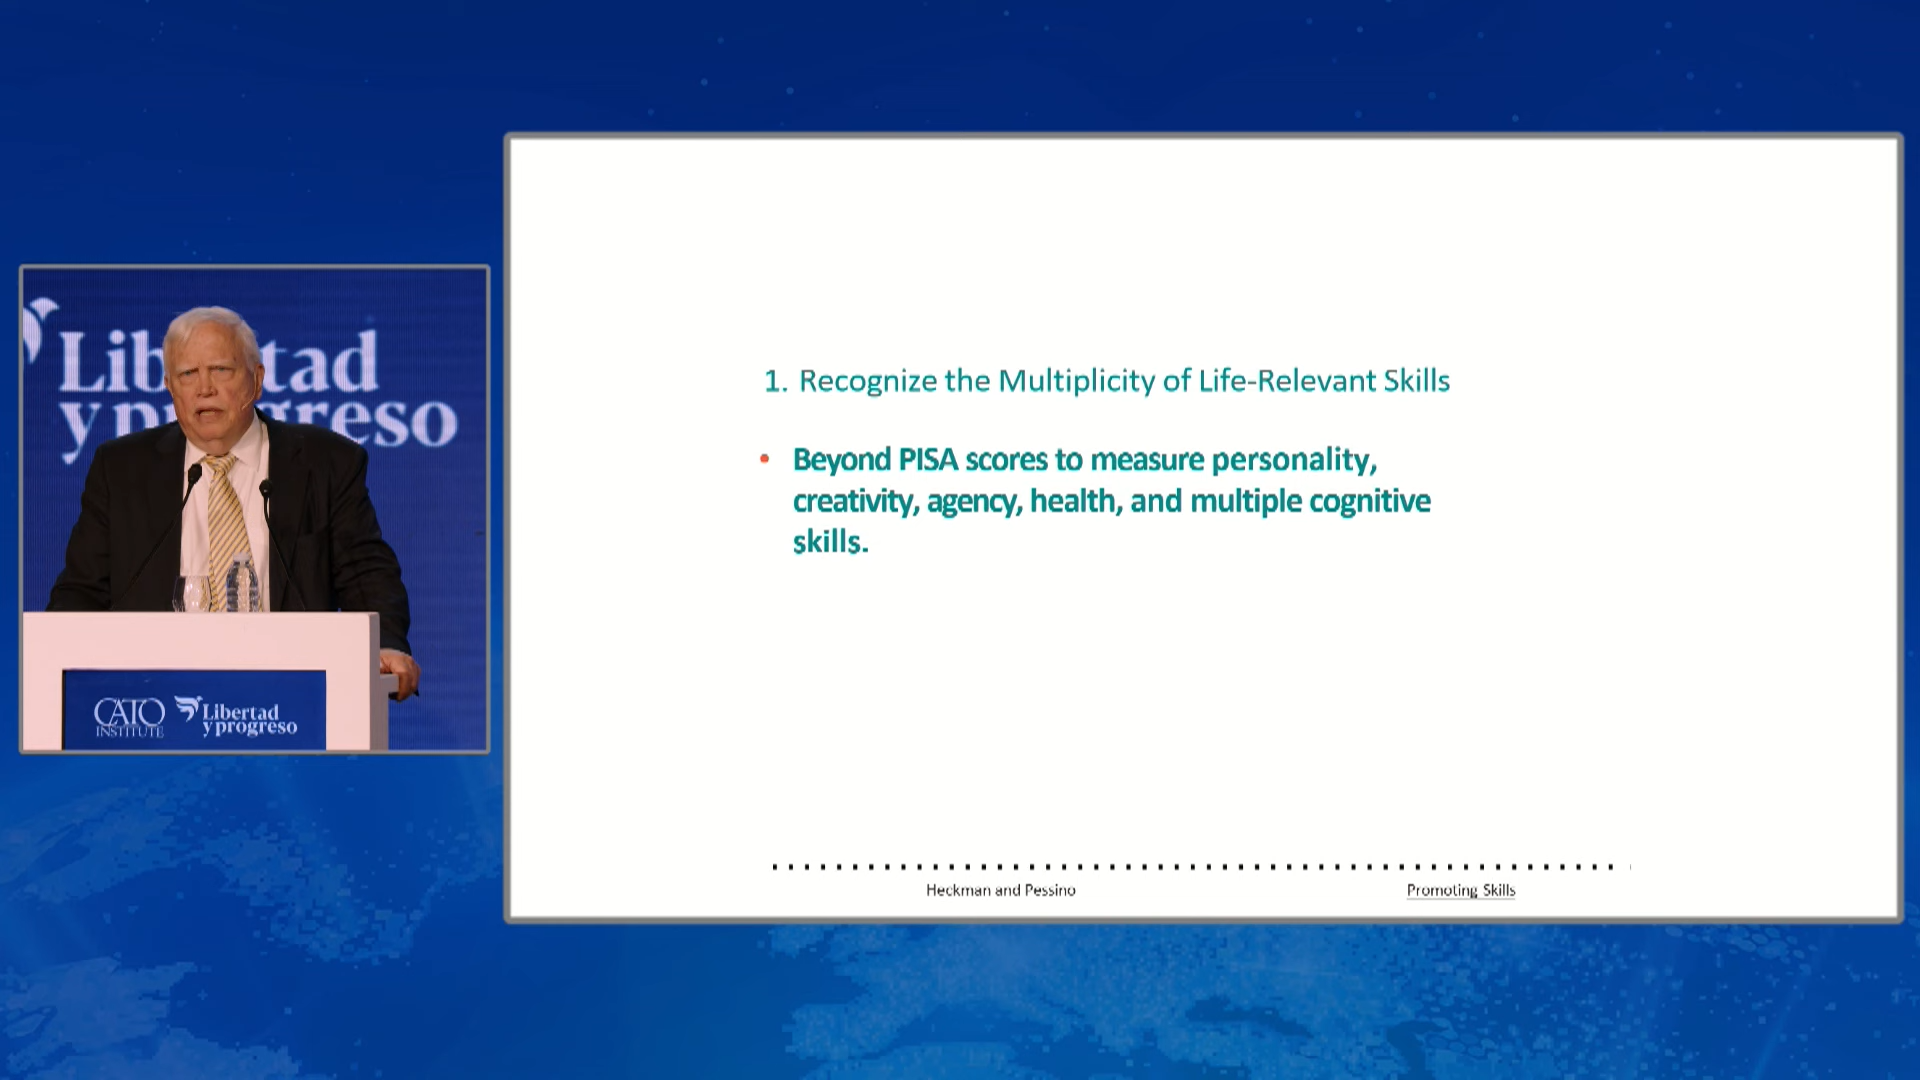 Libertad
y progreso
CATO
INSTITUTE
Libertad
y progreso
1. Recognize the Multiplicity of Life-Relevant Skills
• Beyond PISA scores to measure personality,
creativity, agency, health, and multiple cognitive
skills.
Heckman and Pessino
Promoting Skills